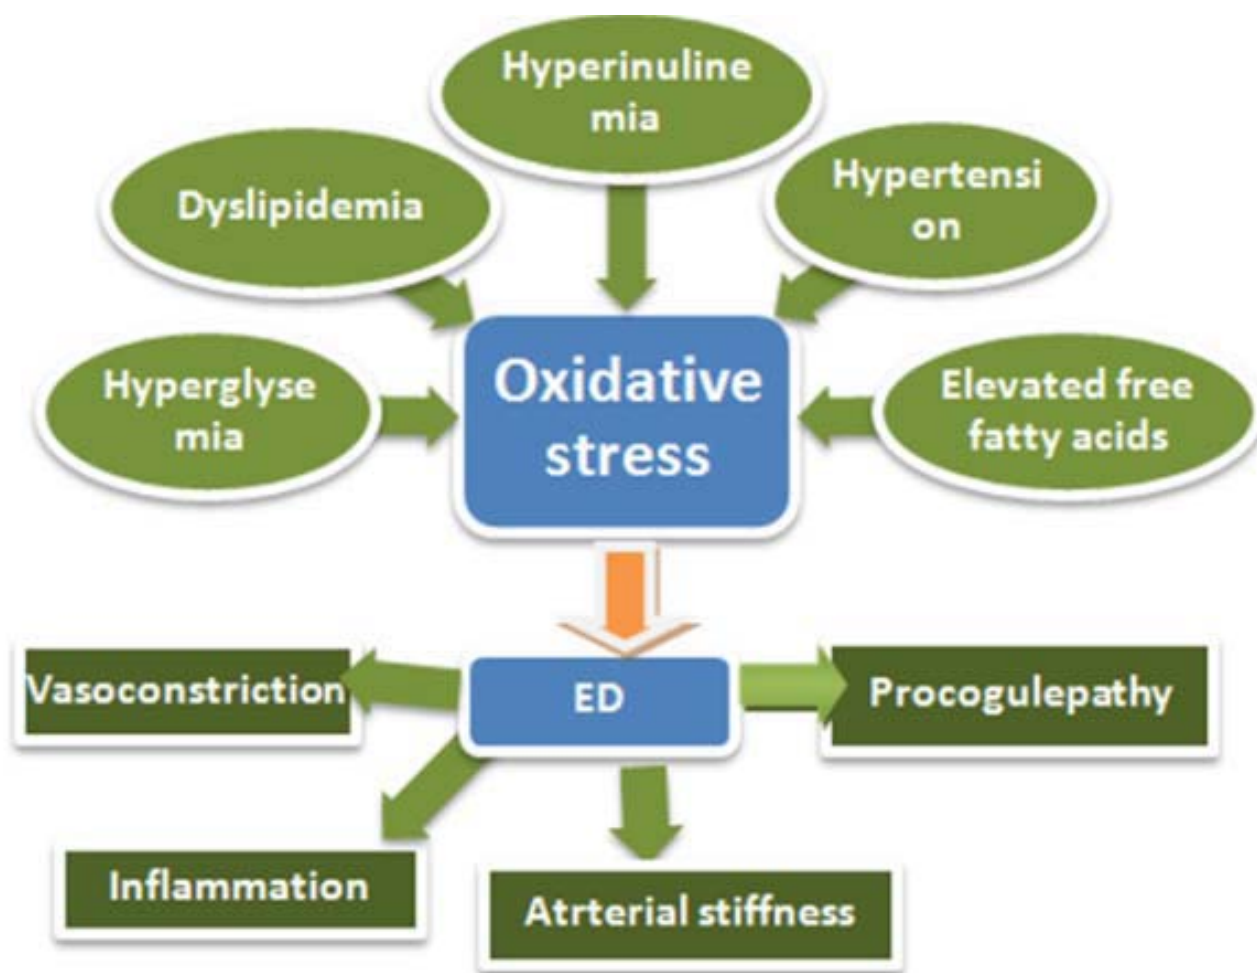 Hyperinuline
mia
Dyslipidemia
Hypertensi
on
Hyperglyse
mia
Oxidative
stress
Elevated free
fatty acids
Vasoconstriction
ED
Procogulepathy
Inflammation
Atrterial stiffness